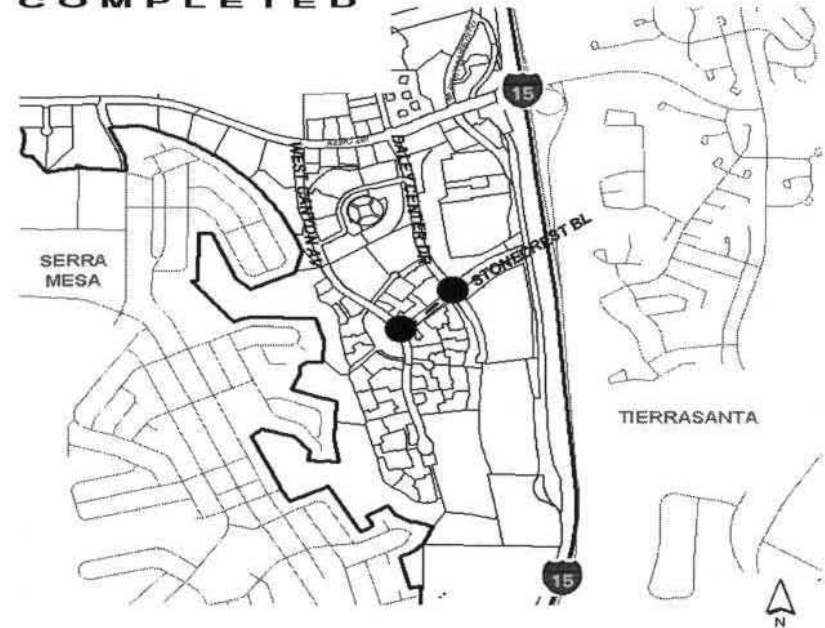 COMPLETED
15
WEST CANYON AV
DALEY CENTER DR
STONECREST BL
SERRA
MESA
TIERRASANTA
15
N